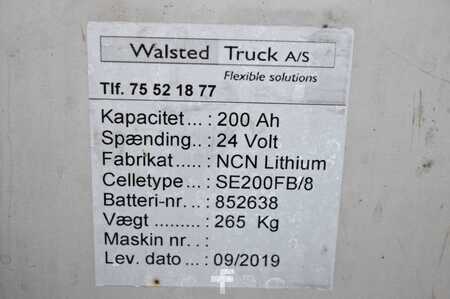 Walsted Truck A/S
Flexible solutions
Tlf. 75 52 18 77
Kapacitet... : 200 Ah
Spænding.. : 24 Volt
Fabrikat...... : NCN Lithium
Celletype ... : SE200FB/8
Batteri-nr. .. : 852638
Vægt ......... : 265 Kg
Maskin nr. . :
Lev. dato ... : 09/2019